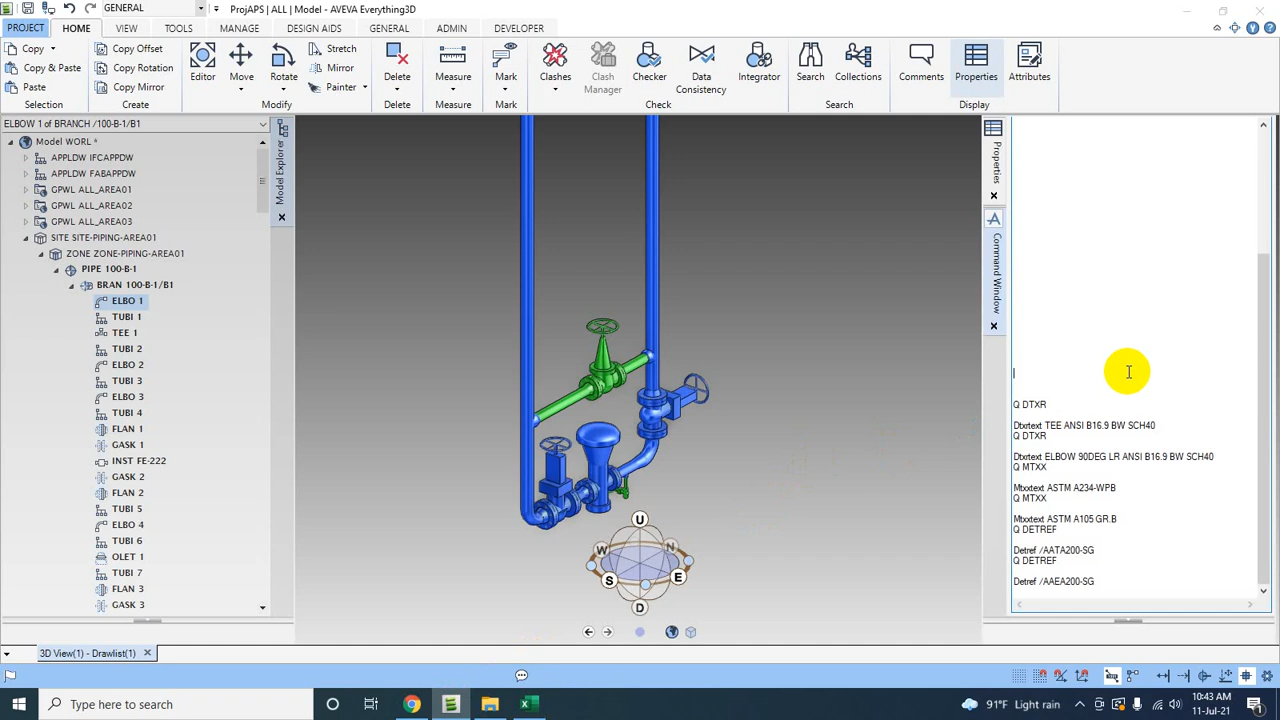 GENERAL
ProjAPS | ALL | Model - AVEVA Everything3D
PROJECT HOME VIEW TOOLS MASTER DESIGN AIDS GENERAL ADMIN DEVELOPER
Copy
Copy & Paste
Paste
Selection
Copy Offset
Copy Rotation
Copy Mirror
Create
Editor
Move
Rotate
Stretch
Mirror
Painter
Modify
Delete
Delete
Measure
Measure
Mark
Mark
Clashes
Clash Manager
Checker
Data Consistency
Integrator
Check
Search
Collections
Search
Comments
Properties
Attributes
Display
ELBOW 1 of BRANCH /100-B-1/B1
Model WORL *
APPLDW IFCAPPDW
APPLDW FABAPPDW
GPWL ALL_AREA01
GPWL ALL_AREA02
GPWL ALL_AREA03
SITE SITE-PIPING-AREA01
ZONE ZONE-PIPING-AREA01
PIPE 100-B-1
BRAN 100-B-1/B1
ELBO 1
TUBI 1
TEE 1
TUBI 2
ELBO 2
TUBI 3
ELBO 3
TUBI 4
FLAN 1
GASK 1
INST FE-222
GASK 2
FLAN 2
TUBI 5
ELBO 4
TUBI 6
OLET 1
TUBI 7
FLAN 3
GASK 3
Model Explorer
U
W
N
S
E
D
Properties
Command Window
Q DTXR
Dtxrtext TEE ANSI B16.9 BW SCH40
Q DTXR
Dtxrtext ELBOW 90DEG LR ANSI B16.9 BW SCH40
Q MTXX
Mtxxtext ASTM A234-WPB
Q MTXX
Mtxxtext ASTM A105 GR.B
Q DETREF
Detref /AATA200-SG
Q DETREF
Detref /AAEA200-SG
3D View(1) - Drawlist(1)
Type here to search
91°F Light rain
10:43 AM
11-Jul-21